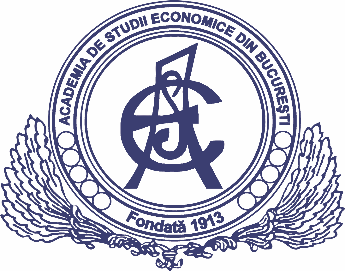 ACADEMIA DE STUDII ECONOMICE DIN BUCUREŞTI
Fondată 1913